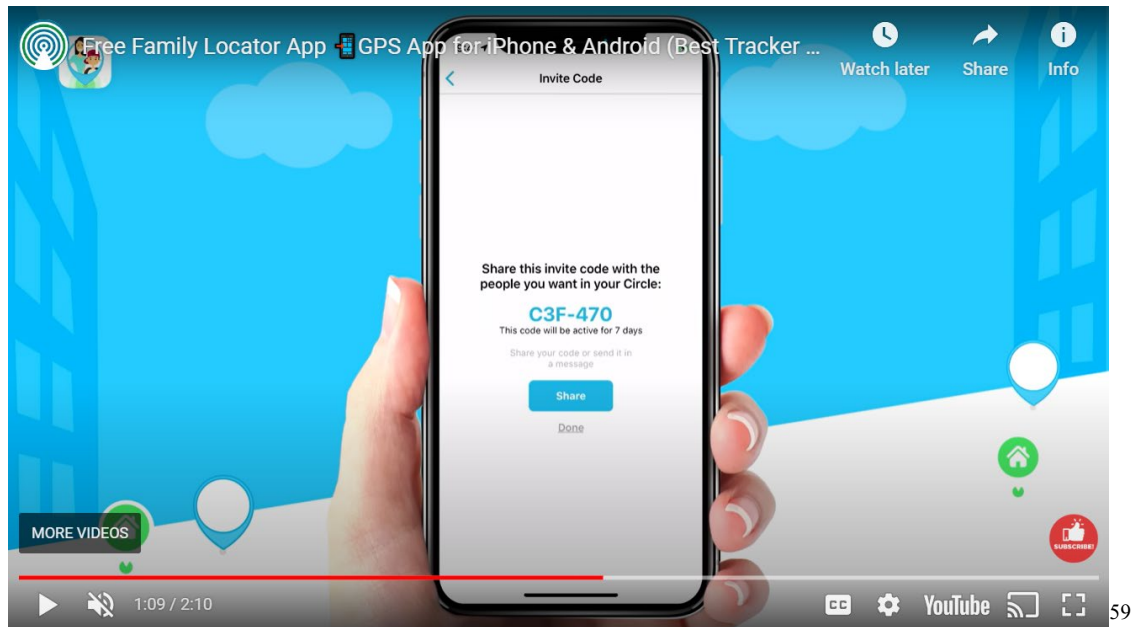 Free Family Locator App 📲GPS App for iPhone & Android (Best Tracker ...
Watch later
Share
Info
Invite Code
Share this invite code with the
people you want in your Circle:
C3F-470
This code will be active for 7 days
Share your code or send it in
a message
Share
Done
MORE VIDEOS
SUBSCRIBE!
1:09 / 2:10
CC
YouTube
59